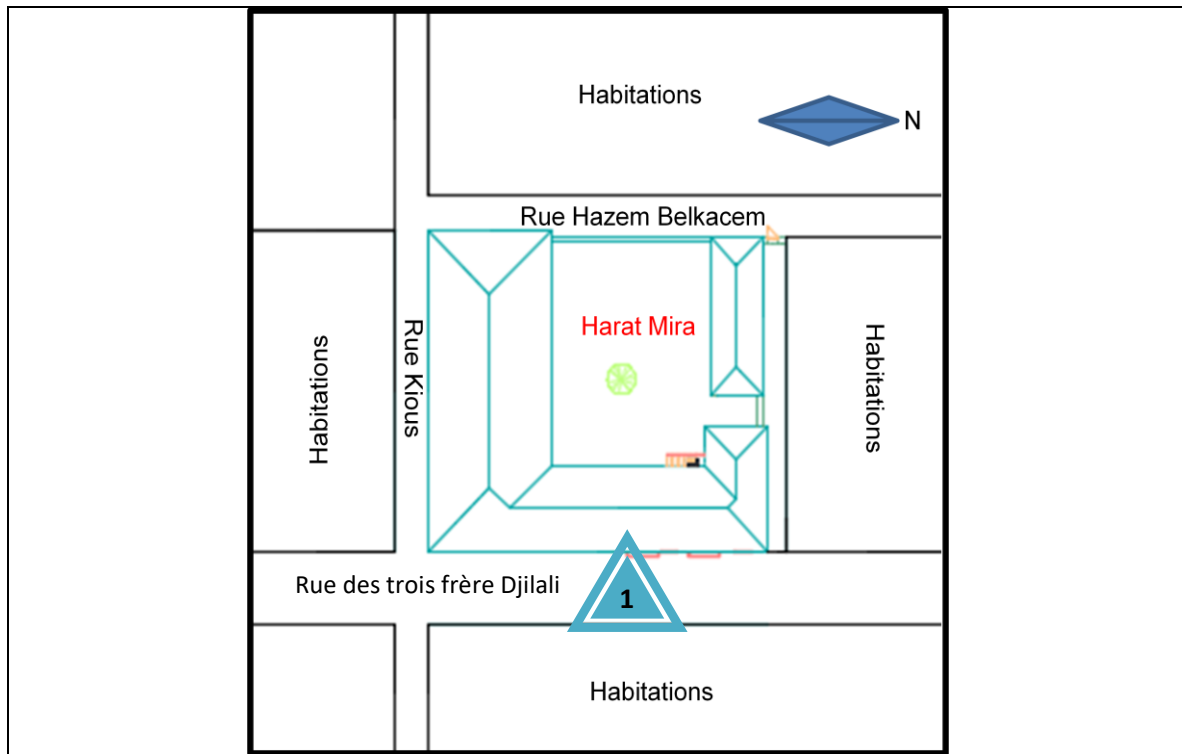 Habitations
N
Rue Hazem Belkacem
Harat Mira
Habitations
Rue Kious
Habitations
Rue des trois frère Djilali
1
Habitations